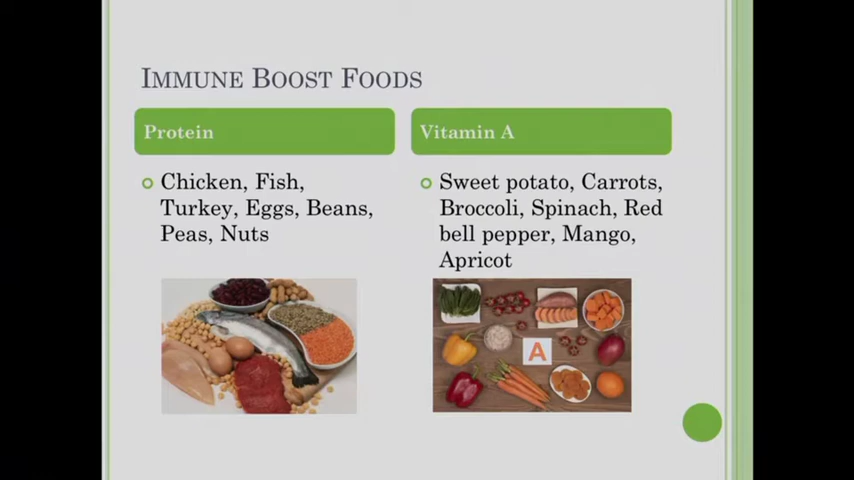 IMMUNE BOOST FOODS
Protein
Chicken, Fish,
Turkey, Eggs, Beans,
Peas, Nuts
Vitamin A
Sweet potato, Carrots,
Broccoli, Spinach, Red
bell pepper, Mango,
Apricot
A